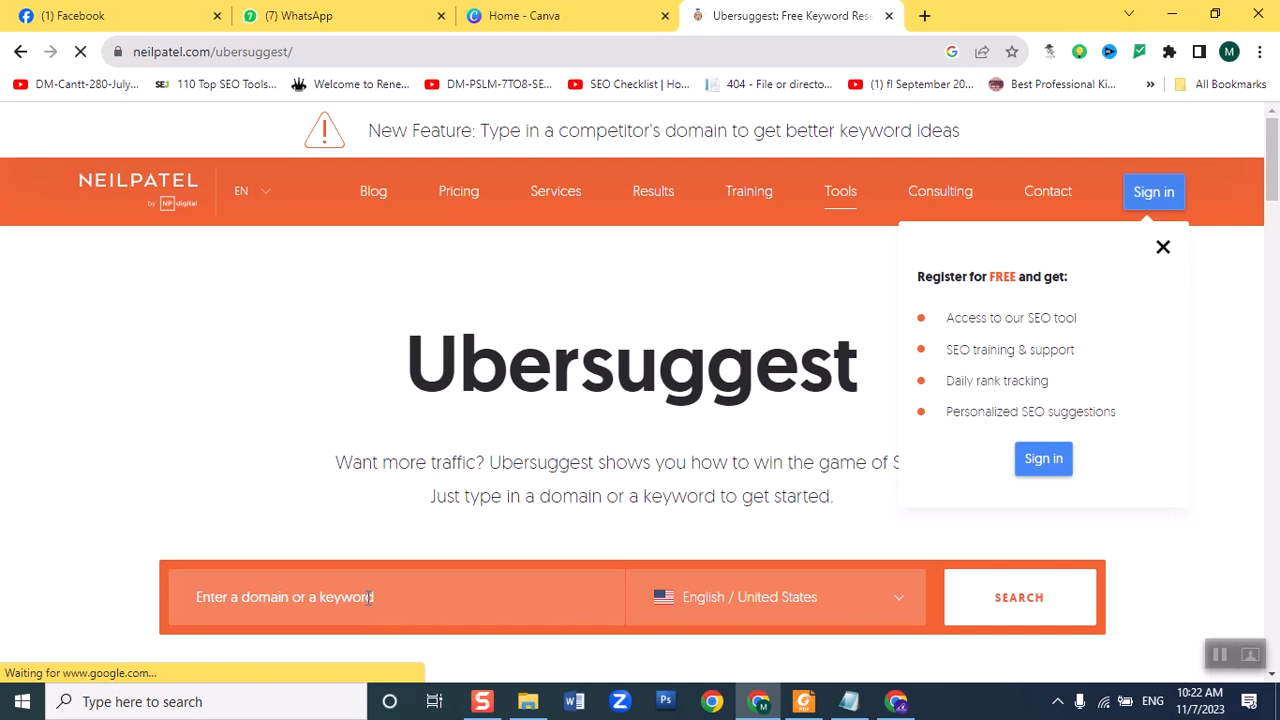 (1) Facebook
(7) WhatsApp
Home - Canva
Ubersuggest: Free Keyword Rese
neilpatel.com/ubersuggest/
DM-Cantt-280-July...
110 Top SEO Tools...
Welcome to Rene...
DM-PSLM-7TO8-SE...
SEO Checklist | Ho...
404 - File or directo...
(1) fl September 20...
Best Professional Ki...
»
All Bookmarks
New Feature: Type in a competitor's domain to get better keyword ideas
NEILPATEL
by NP digital
EN
Blog
Pricing
Services
Results
Training
Tools
Consulting
Contact
Sign in
Register for FREE and get:
Access to our SEO tool
SEO training & support
Daily rank tracking
Personalized SEO suggestions
Sign in
Ubersuggest
Want more traffic? Ubersuggest shows you how to win the game of S
Just type in a domain or a keyword to get started.
Enter a domain or a keyword
English / United States
SEARCH
Waiting for www.google.com...
Type here to search
ENG
10:22 AM
11/7/2023